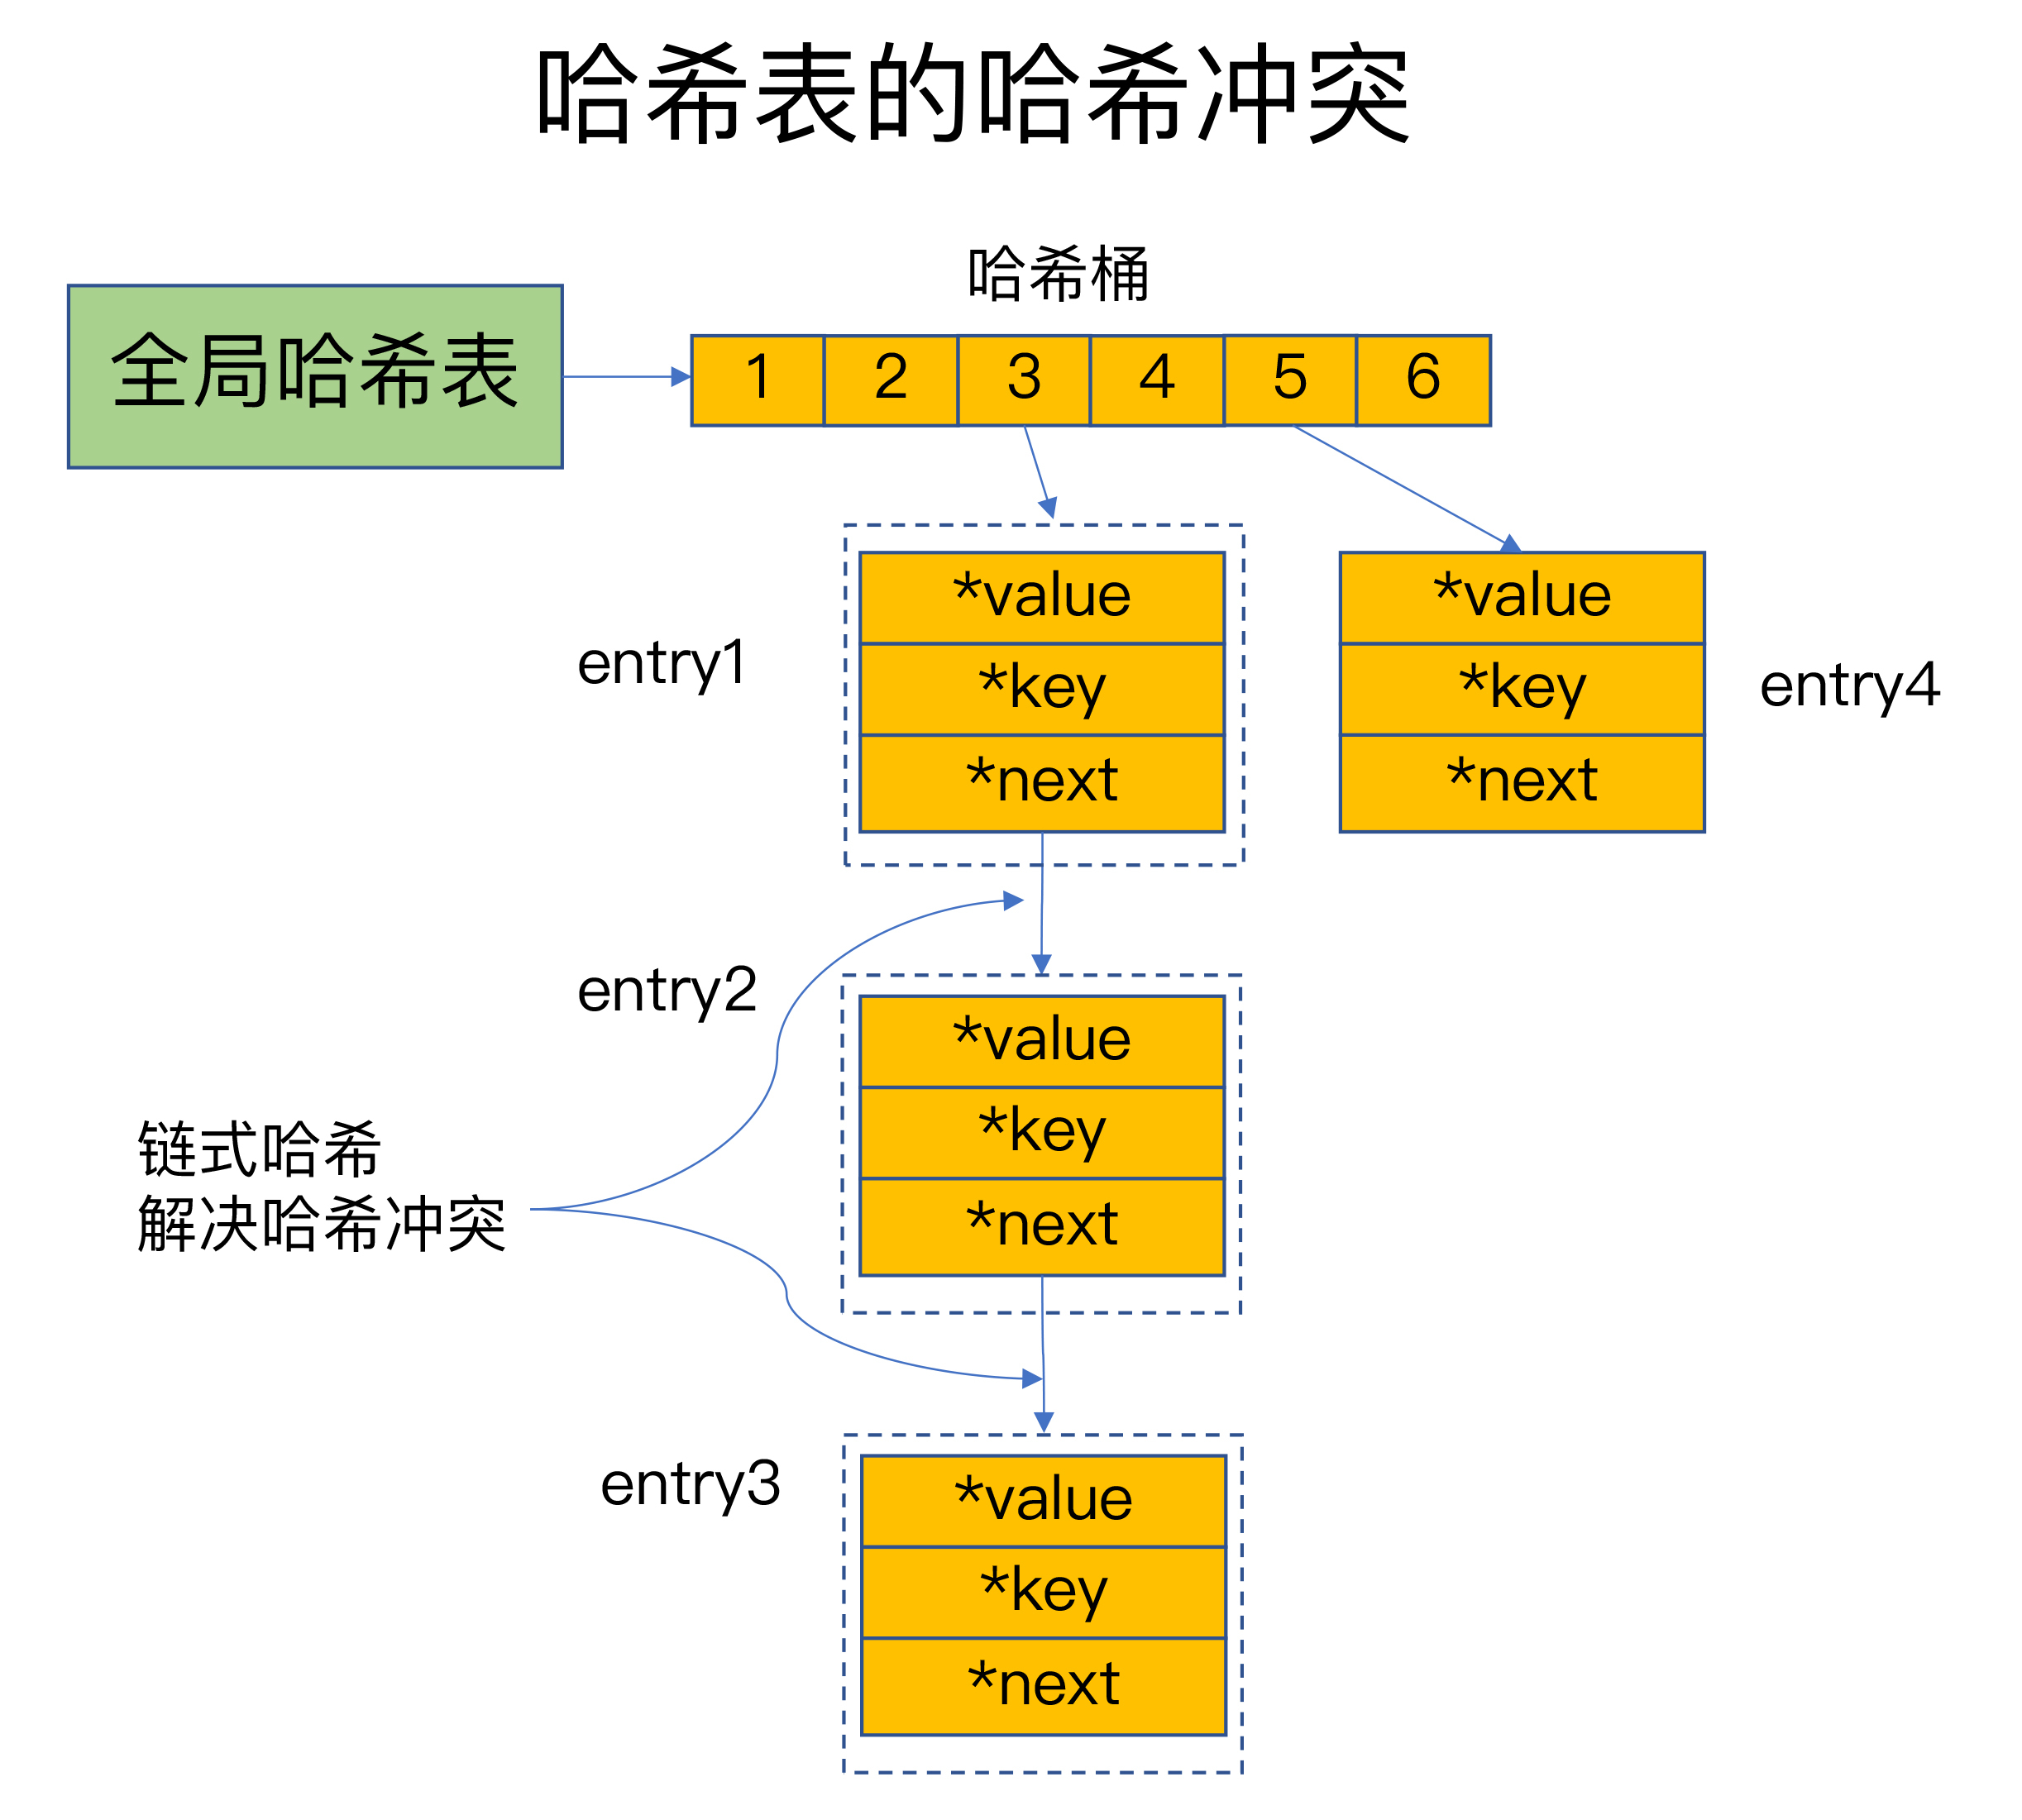 哈希表的哈希冲突
哈希桶
全局哈希表
1 2 3 4 5 6
entry1
*value
*key
*next
*value
*key
*next
entry4
entry2
*value
*key
*next
链式哈希
解决哈希冲突
entry3
*value
*key
*next